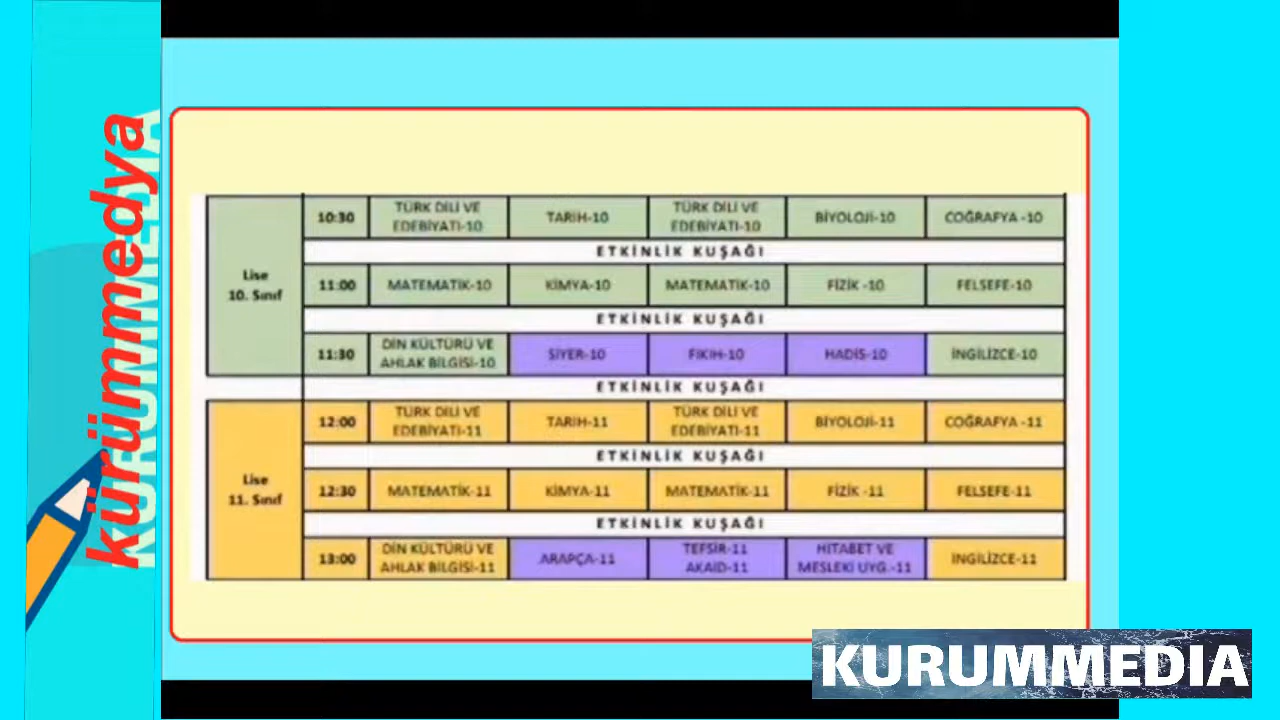 kürümmedya
KURUMMEDIA
Lise
10. Sınıf
10:30
TÜRK DİLİ VE
EDEBİYATI-10
TARİH-10
TÜRK DİLİ VE
EDEBİYATI-10
BİYOLOJİ-10
COĞRAFYA -10
ETKİNLİK KUŞAĞI
11:00
MATEMATİK-10
KİMYA-10
MATEMATİK-10
FİZİK -10
FELSEFE-10
ETKİNLİK KUŞAĞI
11:30
DİN KÜLTÜRÜ VE
AHLAK BİLGİSİ-10
SİYER-10
FIKIH-10
HADİS-10
İNGİLİZCE-10
ETKİNLİK KUŞAĞI
Lise
11. Sınıf
12:00
TÜRK DİLİ VE
EDEBİYATI-11
TARİH-11
TÜRK DİLİ VE
EDEBİYATI-11
BİYOLOJİ-11
COĞRAFYA -11
ETKİNLİK KUŞAĞI
12:30
MATEMATİK-11
KİMYA-11
MATEMATİK-11
FİZİK -11
FELSEFE-11
ETKİNLİK KUŞAĞI
13:00
DİN KÜLTÜRÜ VE
AHLAK BİLGİSİ-11
ARAPÇA-11
TEFSİR-11
AKAİD-11
HİTABET VE
MESLEKİ UYG.-11
İNGİLİZCE-11
KURUMMEDIA